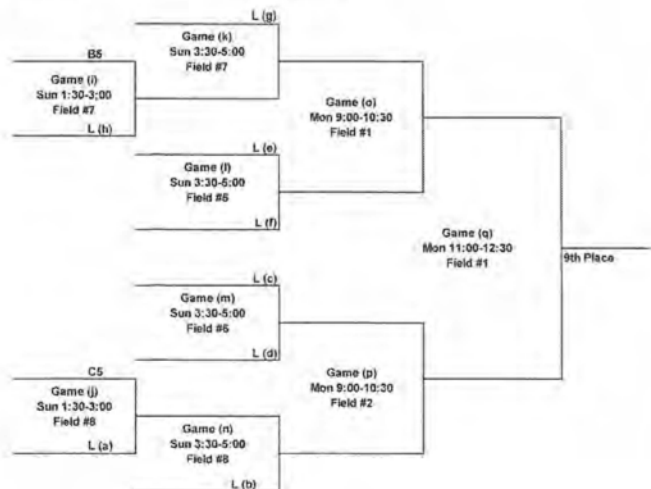 L (g)
Game (k)
Sun 3:30-5:00
Field #7
B5
Game (i)
Sun 1:30-3:00
Field #7
L (h)
Game (o)
Mon 9:00-10:30
Field #1
L (e)
Game (l)
Sun 3:30-5:00
Field #5
L (f)
Game (q)
Mon 11:00-12:30
Field #1
9th Place
L (c)
Game (m)
Sun 3:30-5:00
Field #6
L (d)
C5
Game (j)
Sun 1:30-3:00
Field #8
L (a)
Game (p)
Mon 9:00-10:30
Field #2
Game (n)
Sun 3:30-5:00
Field #8
L (b)